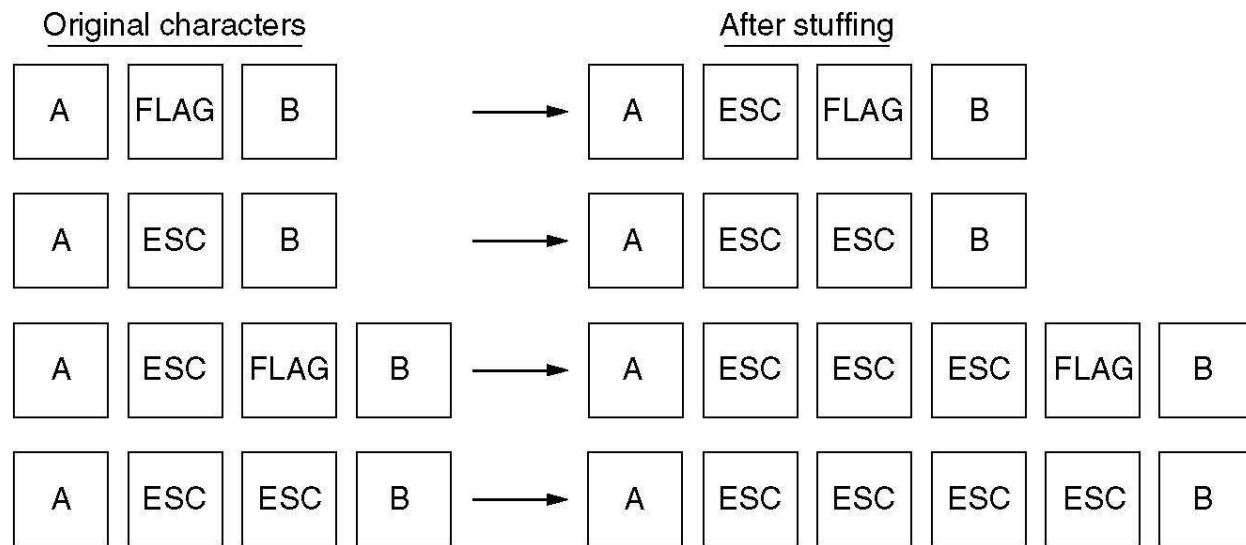 Original characters After stuffing
A FLAG B A ESC FLAG B
A ESC B A ESC ESC B
A ESC FLAG B A ESC ESC ESC FLAG B
A ESC ESC B A ESC ESC ESC ESC B